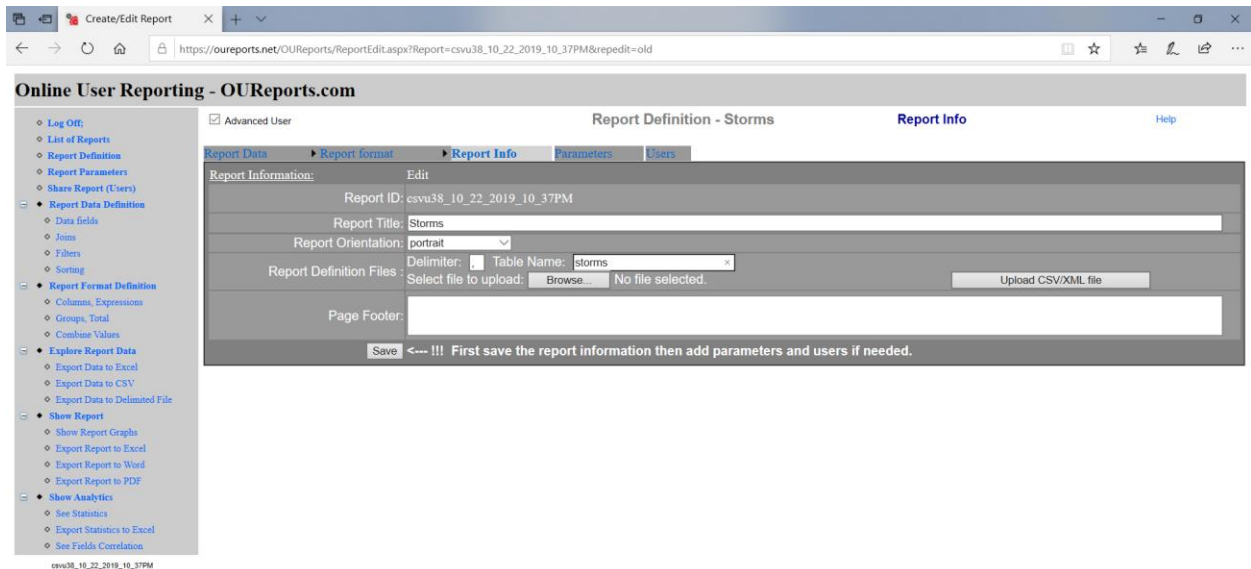 Create/Edit Report
https://oureports.net/OUReports/ReportEdit.aspx?Report=csvu38_10_22_2019_10_37PM&repedit=old
Online User Reporting - OUReports.com
Log Off;
List of Reports
Report Definition
Report Parameters
Share Report (Users)
Report Data Definition
Data fields
Joins
Filters
Sorting
Report Format Definition
Columns, Expressions
Groups, Total
Combine Values
Explore Report Data
Export Data to Excel
Export Data to CSV
Export Data to Delimited File
Show Report
Show Report Graphs
Export Report to Excel
Export Report to Word
Export Report to PDF
Show Analytics
See Statistics
Export Statistics to Excel
See Fields Correlation
csvu38_10_22_2019_10_37PM
Advanced User
Report Definition - Storms
Report Info
Help
Report Data Report format Report Info Parameters Users
Report Information: Edit
Report ID: csvu38_10_22_2019_10_37PM
Report Title: Storms
Report Orientation: portrait
Report Definition Files :
Delimiter: , Table Name: storms
Select file to upload: Browse... No file selected. Upload CSV/XML file
Page Footer:
Save <--- !!! First save the report information then add parameters and users if needed.